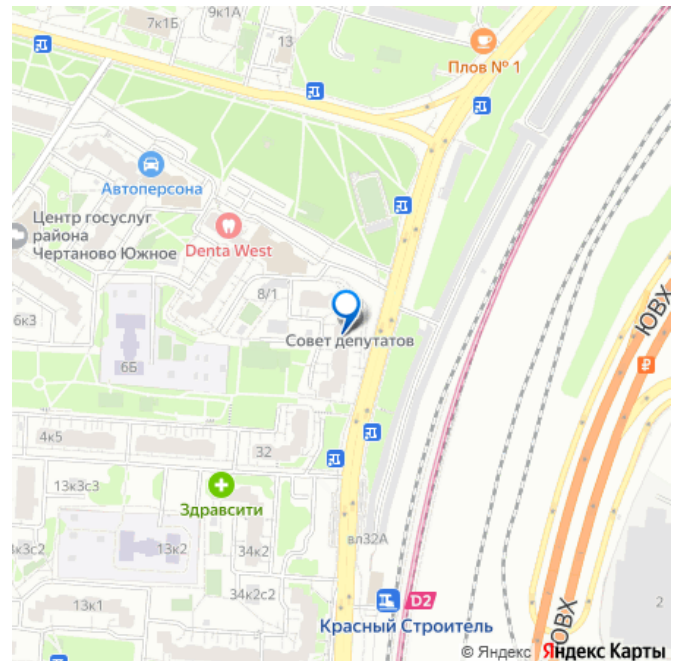 9к1А
7к1Б
13
Плов № 1
Автоперсона
Центр госуслуг
района
Чертаново Южное
Denta West
8/1
6к3
Совет депутатов
6Б
ЮВХ
4к5
32
13к3с3
Здравсити
вл32А
13к2
34к2
34к2с2
13к1
2
D2
Красный Строитель
ЮВХ
© Яндекс Яндекс Карты